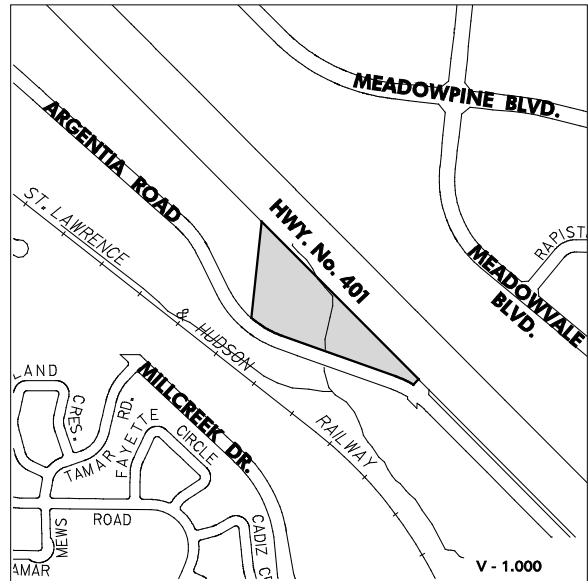 MEADOWPINE BLVD.
ARGENTIA ROAD
ST. LAWRENCE
HWY. No. 401
RAPIST
MEADOWVALE
BLVD.
& HUDSON
RAILWAY
LAND
CRES.
MILLCREEK DR.
TAMAR RD.
FAYETTE
CIRCLE
ROAD
MEWS
CADIZ C
AMAR
V - 1.000